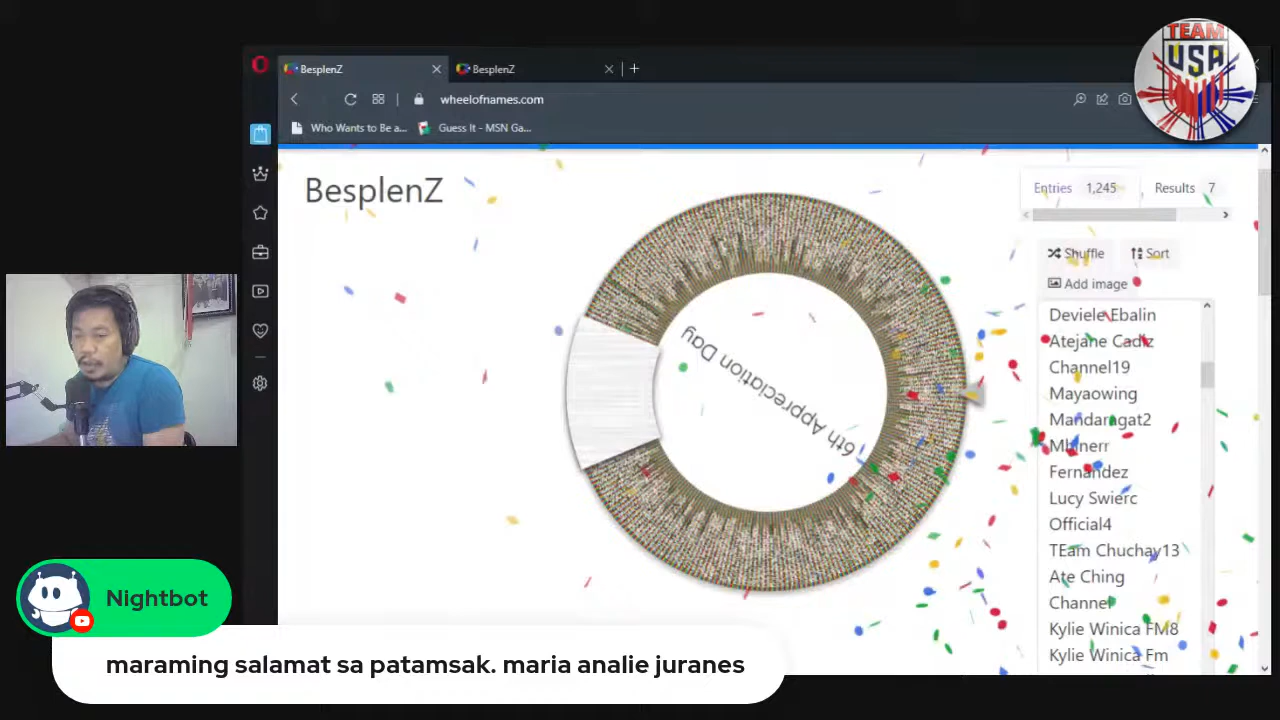 TEAM
USA
BesplenZ
BesplenZ
wheelofnames.com
Who Wants to Be a...
Guess It - MSN Ga...
BesplenZ
Entries 1,245
Results 7
Shuffle
Sort
Add image
6th Appreciation Day
Deviele Ebalin
Atejane Cadiz
Channel19
Mayaowing
Mandaragat2
Mbinerr
Fernandez
Lucy Swierc
Official4
TEam Chuchay13
Ate Ching
Channel
Kylie Winica FM8
Kylie Winica Fm
Nightbot
maraming salamat sa patamsak. maria analie juranes